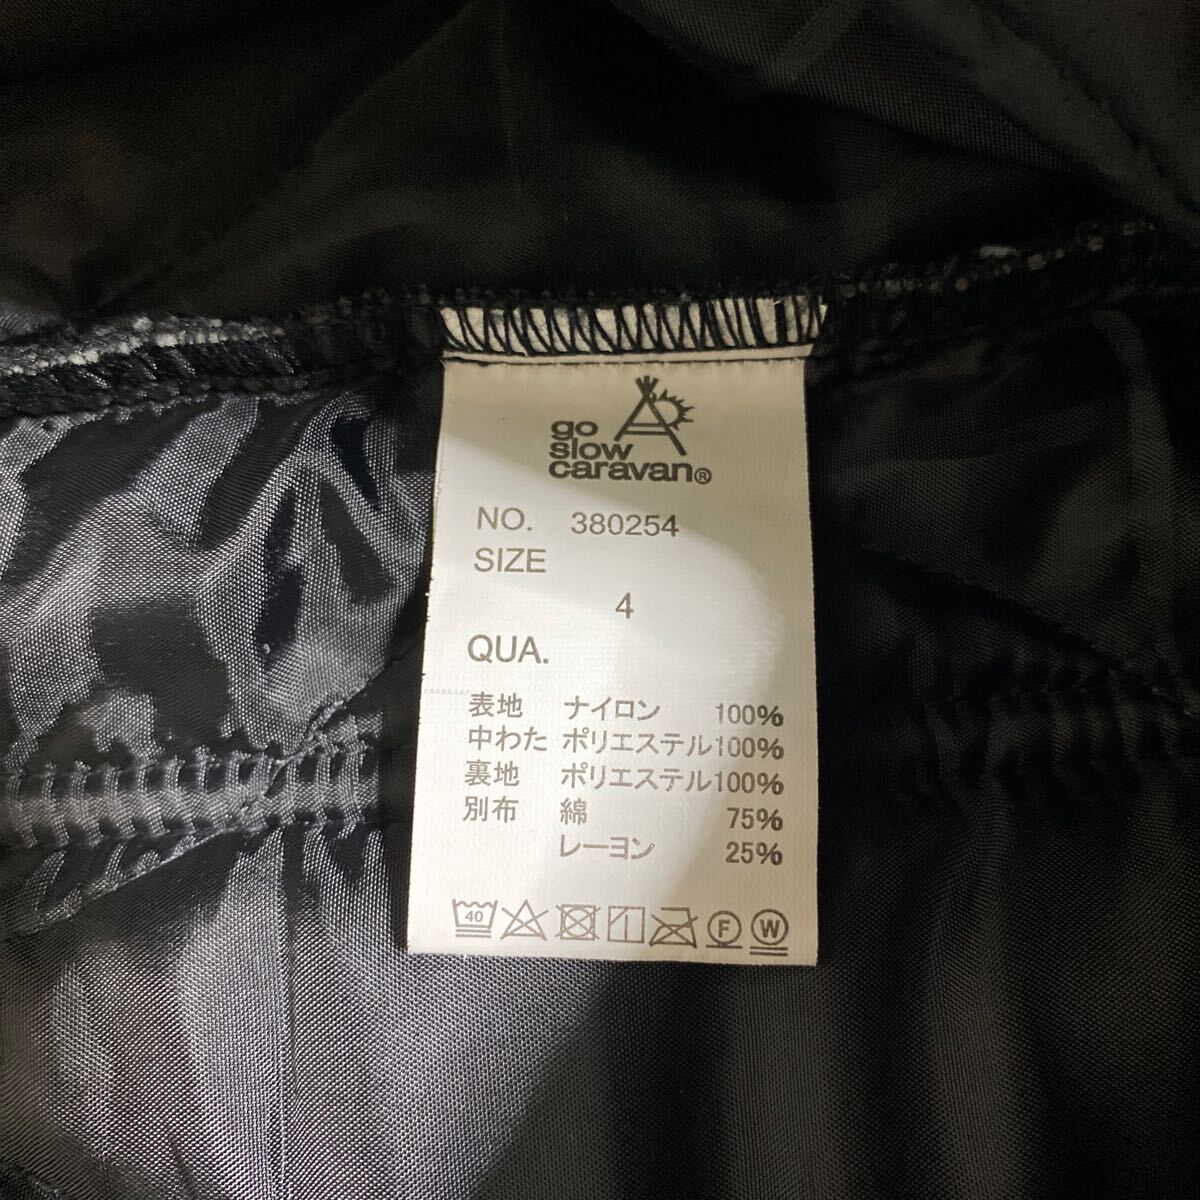 go
slow
caravan®
NO. 380254
SIZE
4
QUA.
表地 ナイロン 100%
中わた ポリエステル100%
裏地 ポリエステル100%
別布 綿 75%
レーヨン 25%
40 F W